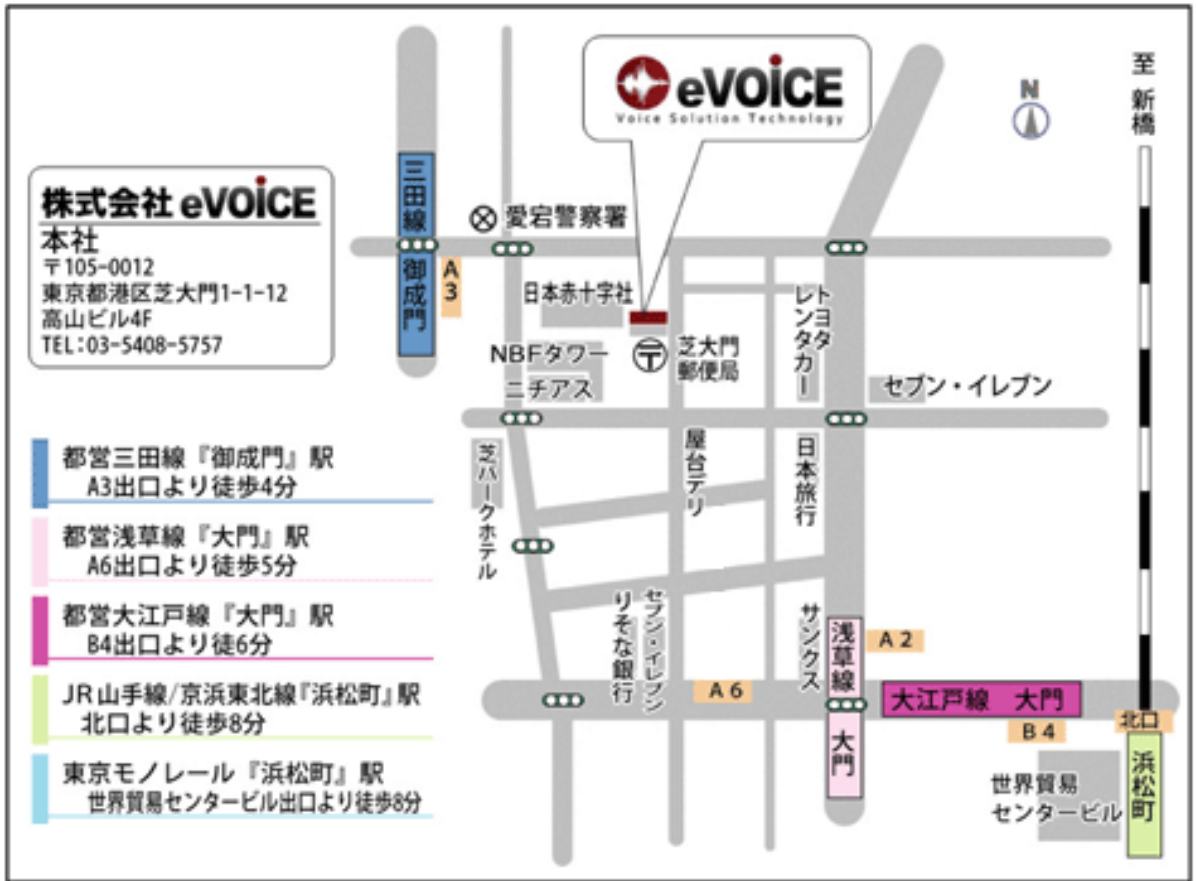 eVOICE
Voice Solution Technology
N
至 新橋
株式会社 eVOICE
本社
〒105-0012
東京都港区芝大門1-1-12
高山ビル4F
TEL:03-5408-5757
三田線
御成門
A3
愛宕警察署
日本赤十字社
NBFタワー
ニチアス
芝大門
郵便局
トヨタ
レンタカー
セブン・イレブン
芝パークホテル
屋台デリ
日本旅行
都営三田線『御成門』駅
A3出口より徒歩4分
都営浅草線『大門』駅
A6出口より徒歩5分
都営大江戸線『大門』駅
B4出口より徒6分
JR山手線/京浜東北線『浜松町』駅
北口より徒歩8分
東京モノレール『浜松町』駅
世界貿易センタービル出口より徒歩8分
セブン・イレブン
りそな銀行
サンクス
浅草線
大門
A2
A6
大江戸線 大門
B4
北口
浜松町
世界貿易
センタービル